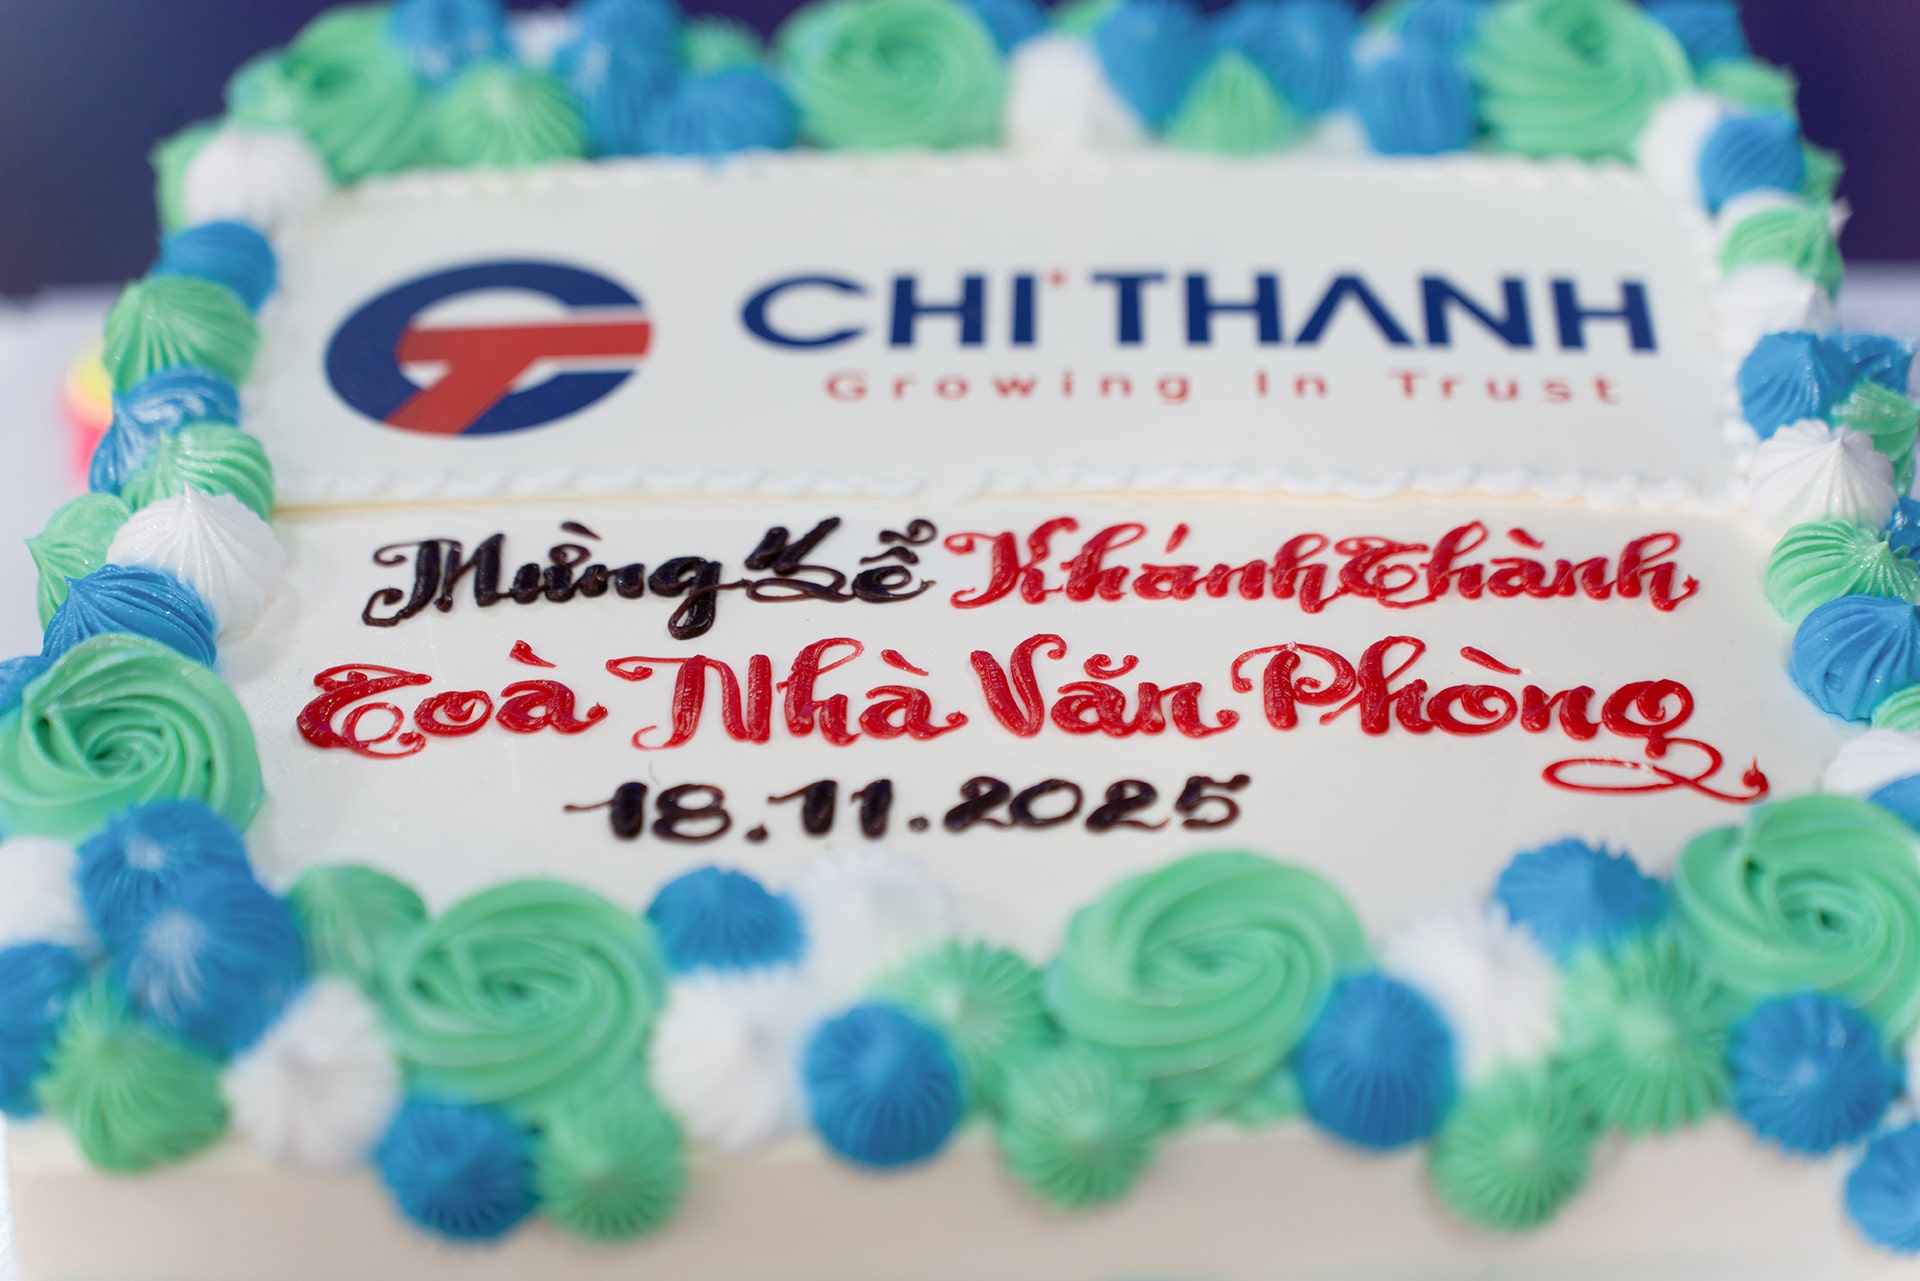 CHI THANH
Growing In Trust
Mừng Lễ Khánh Thành
Toà Nhà Văn Phòng
18.11.2025